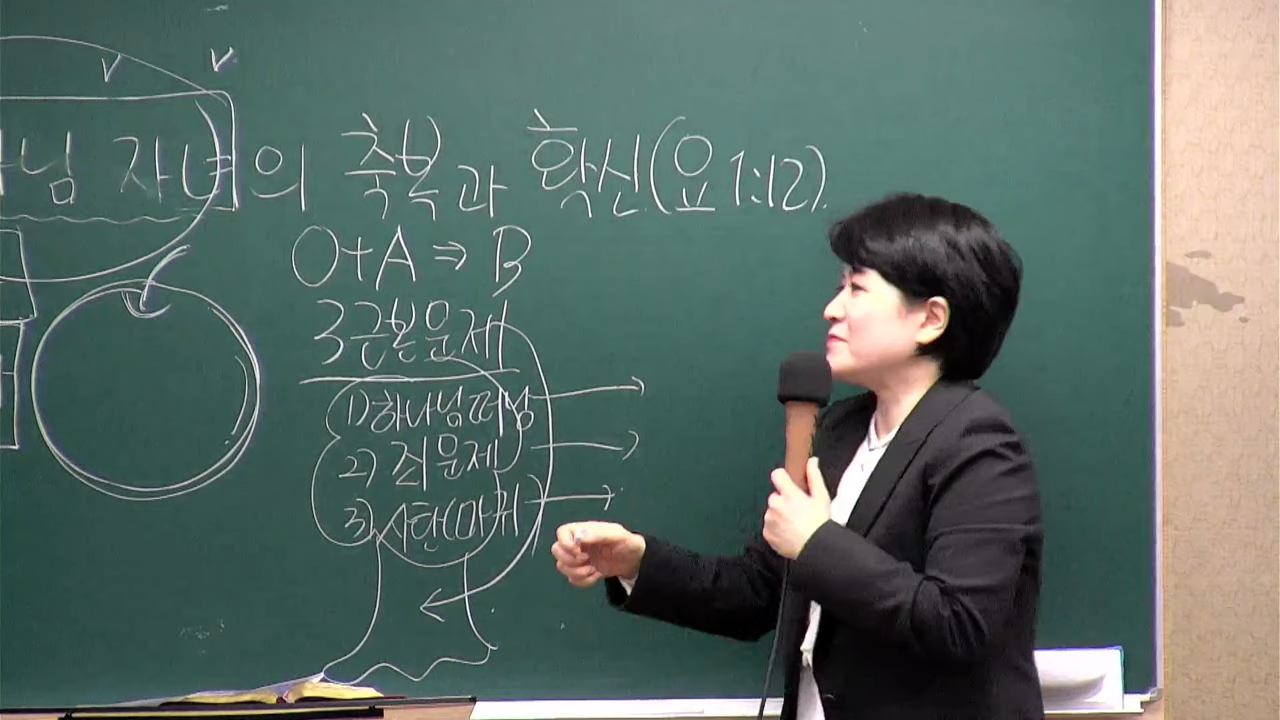 나님 자녀의 축복과 확신(요 1:12).
O+A ⇒ B
3근본문제
1) 하나님떠남
2) 죄문제
3) 사탄(마귀)